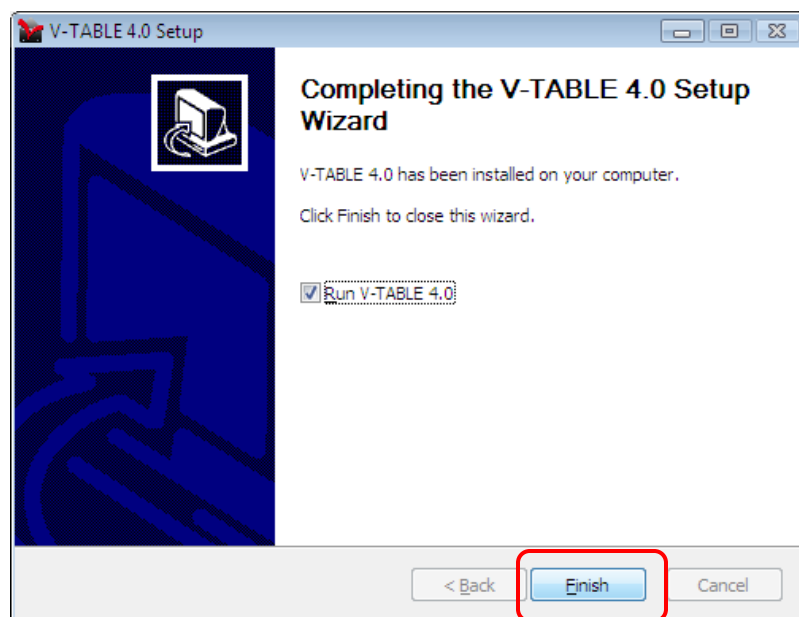 V-TABLE 4.0 Setup
Completing the V-TABLE 4.0 Setup
Wizard
V-TABLE 4.0 has been installed on your computer.
Click Finish to close this wizard.
Run V-TABLE 4.0
< Back Finish Cancel